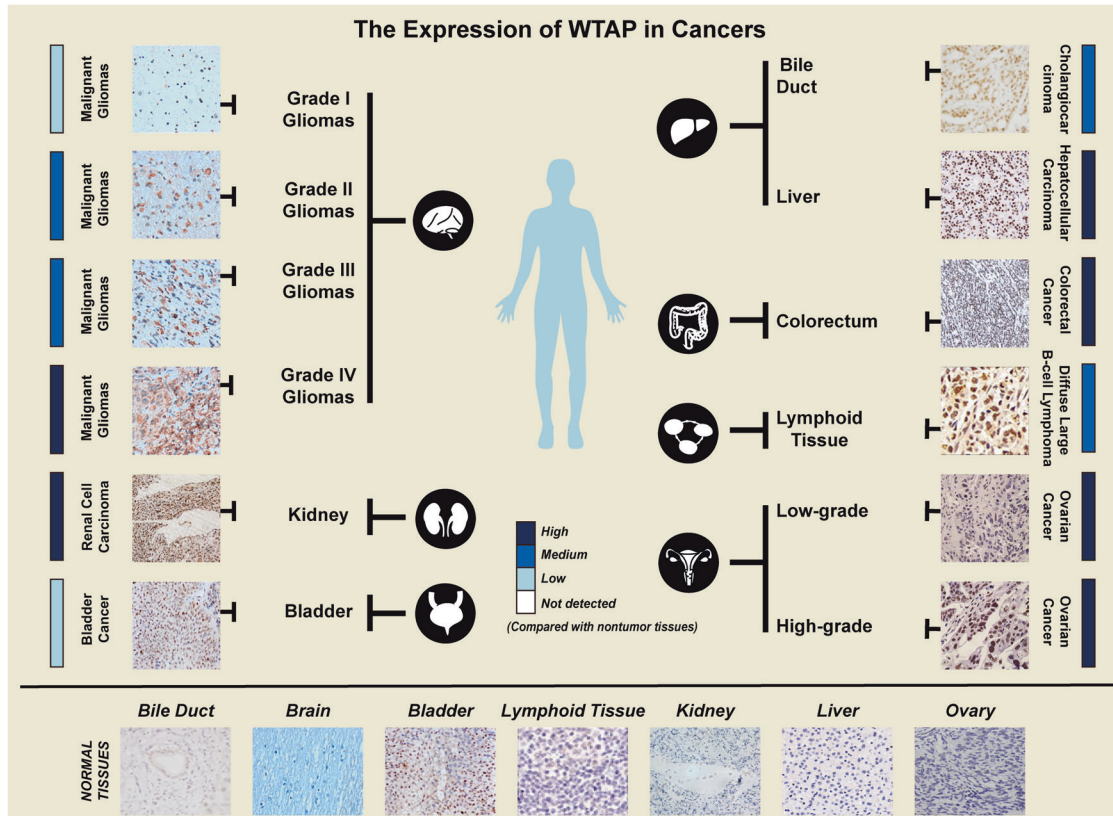 The Expression of WTAP in Cancers
Malignant
Gliomas
Grade I
Gliomas
Malignant
Gliomas
Grade II
Gliomas
Malignant
Gliomas
Grade III
Gliomas
Malignant
Gliomas
Grade IV
Gliomas
Renal Cell
Carcinoma
Kidney
Bladder
Cancer
Bladder
Bile
Duct
Cholangiocar
cinoma
Liver
Hepatocellular
Carcinoma
Colorectum
Colorectal
Cancer
Lymphoid
Tissue
Diffuse Large
B-cell Lymphoma
Low-grade
Ovarian
Cancer
High-grade
Ovarian
Cancer
High
Medium
Low
Not detected
(Compared with nontumor tissues)
NORMAL
TISSUES
Bile Duct
Brain
Bladder
Lymphoid Tissue
Kidney
Liver
Ovary